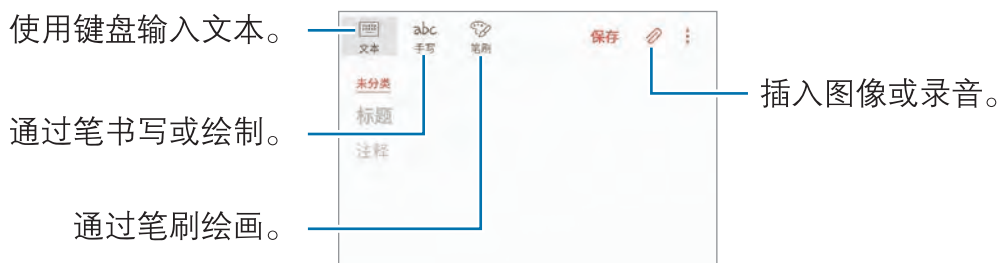 使用键盘输入文本。
abc
保存
文本
手写
笔刷
未分类
插入图像或录音。
标题
通过笔书写或绘制。
注释
通过笔刷绘画。